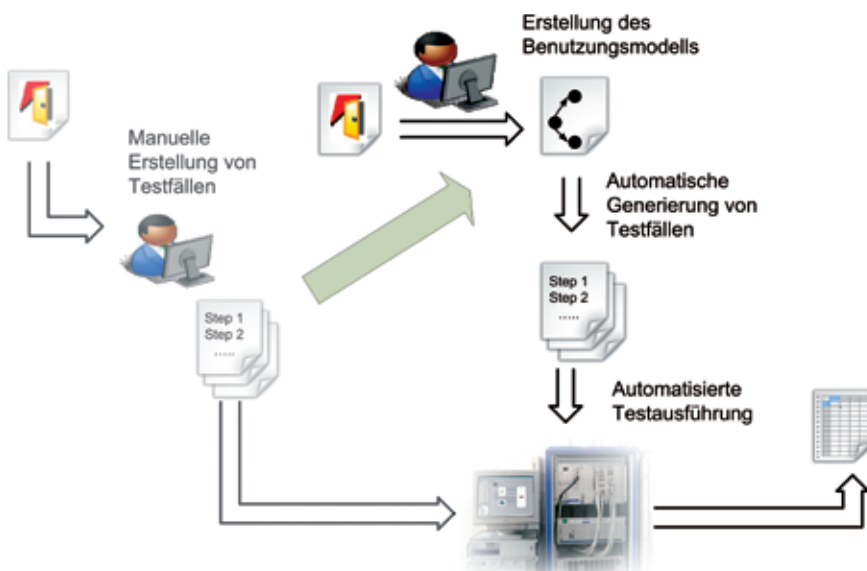 Erstellung des
Benutzungsmodells
Manuelle
Erstellung von
Testfällen
Automatische
Generierung von
Testfällen
Step 1
Step 2
.....
Step 1
Step 2
.....
Automatisierte
Testausführung